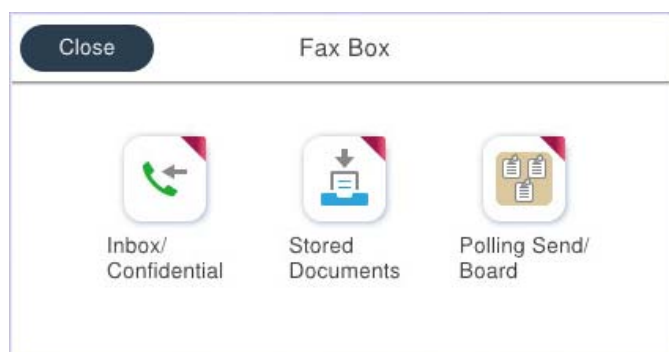 Close
Fax Box
Inbox/
Confidential
Stored
Documents
Polling Send/
Board